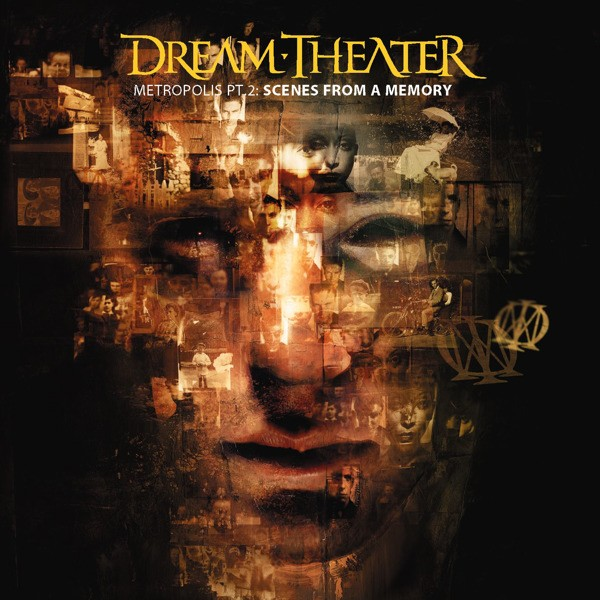 DREAM·THEATER
METROPOLIS PT.2: SCENES FROM A MEMORY